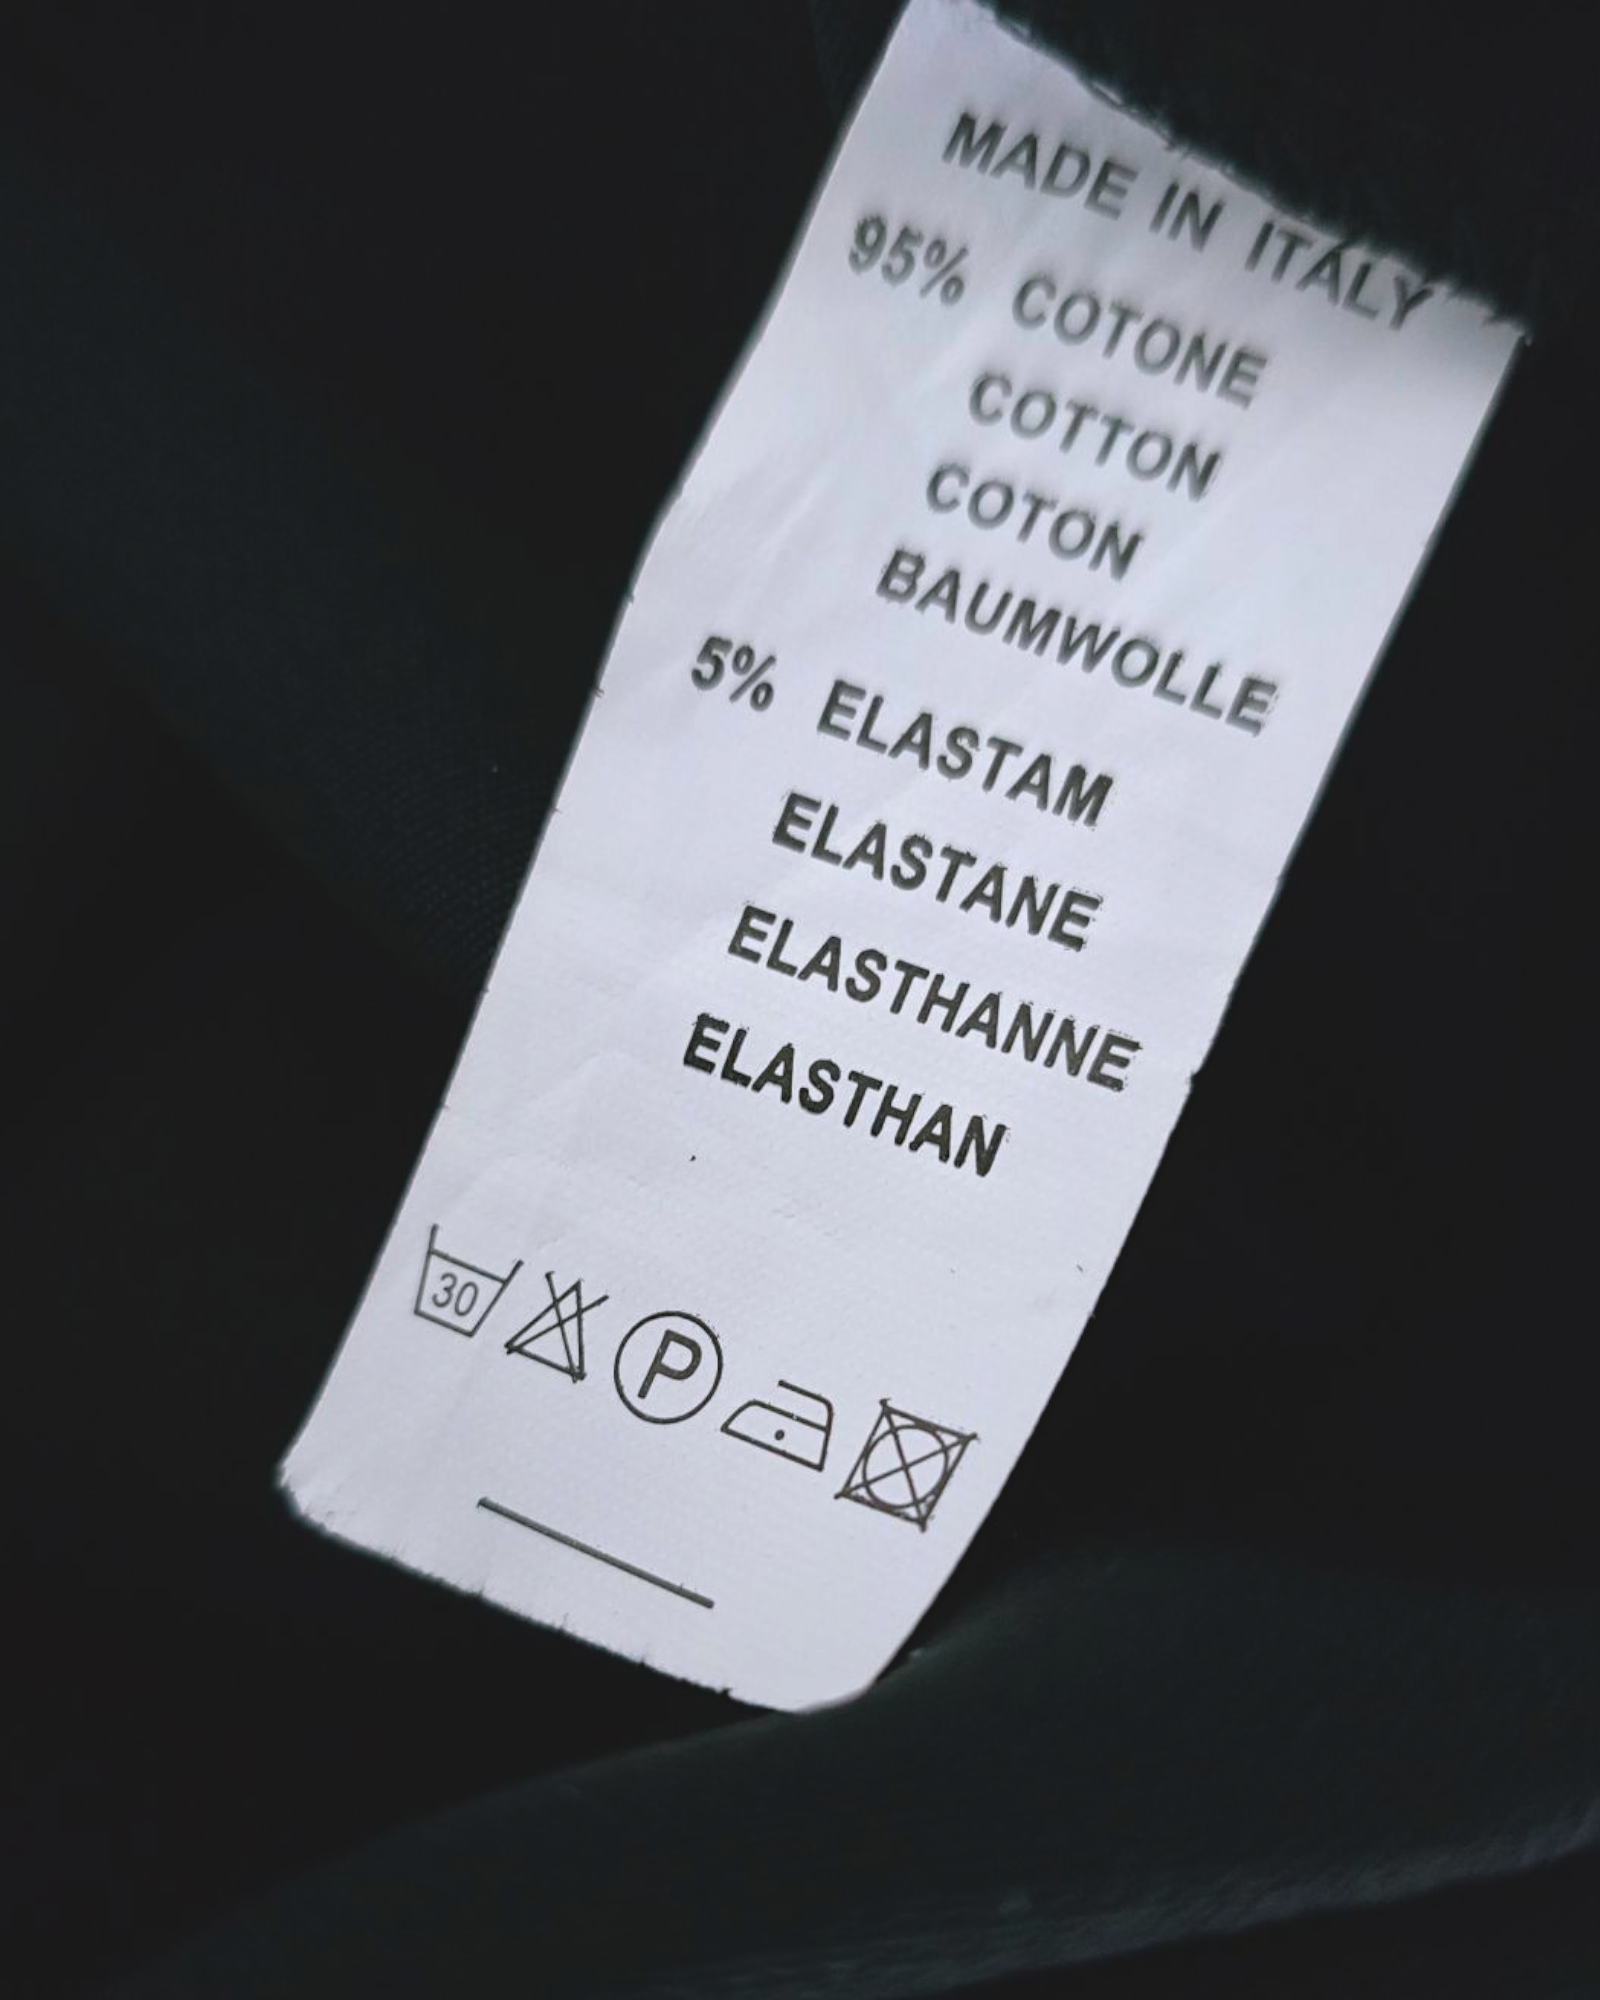 MADE IN ITALY
95% COTONE
COTTON
COTON
BAUMWOLLE
5% ELASTAM
ELASTANE
ELASTHANNE
ELASTHAN
30 P